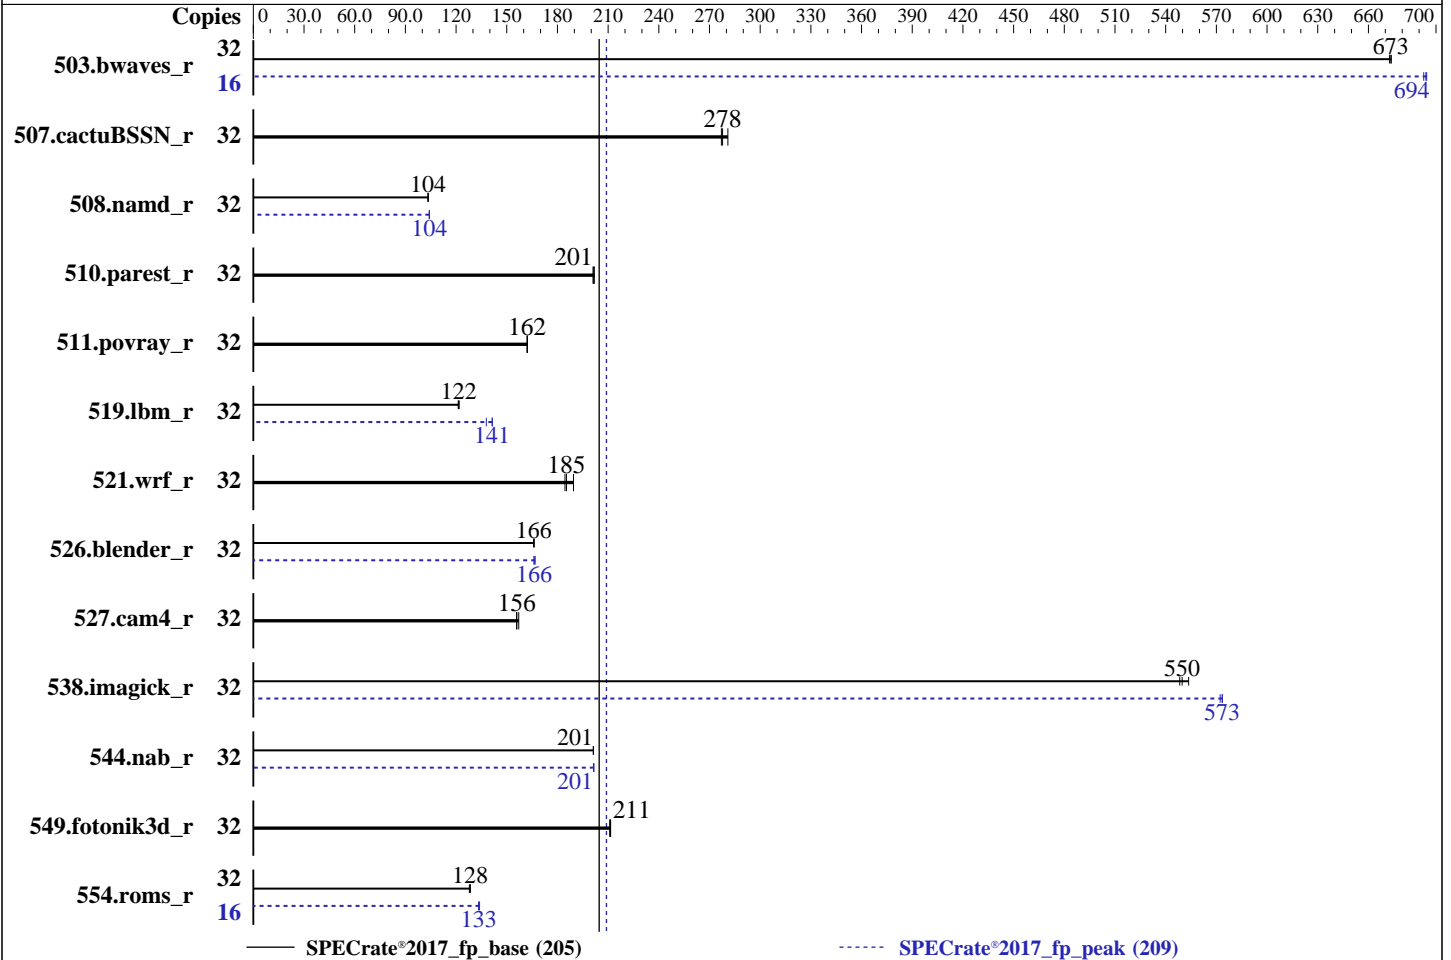 Copies 0 30.0 60.0 90.0 120 150 180 210 240 270 300 330 360 390 420 450 480 510 540 570 600 630 660 700
503.bwaves_r 32 673
16 694
507.cactuBSSN_r 32 278
508.namd_r 32 104
104
510.parest_r 32 201
511.povray_r 32 162
519.lbm_r 32 122
141
521.wrf_r 32 185
526.blender_r 32 166
166
527.cam4_r 32 156
538.imagick_r 32 550
573
544.nab_r 32 201
201
549.fotonik3d_r 32 211
554.roms_r 32 128
16 133
SPECrate®2017_fp_base (205) SPECrate®2017_fp_peak (209)